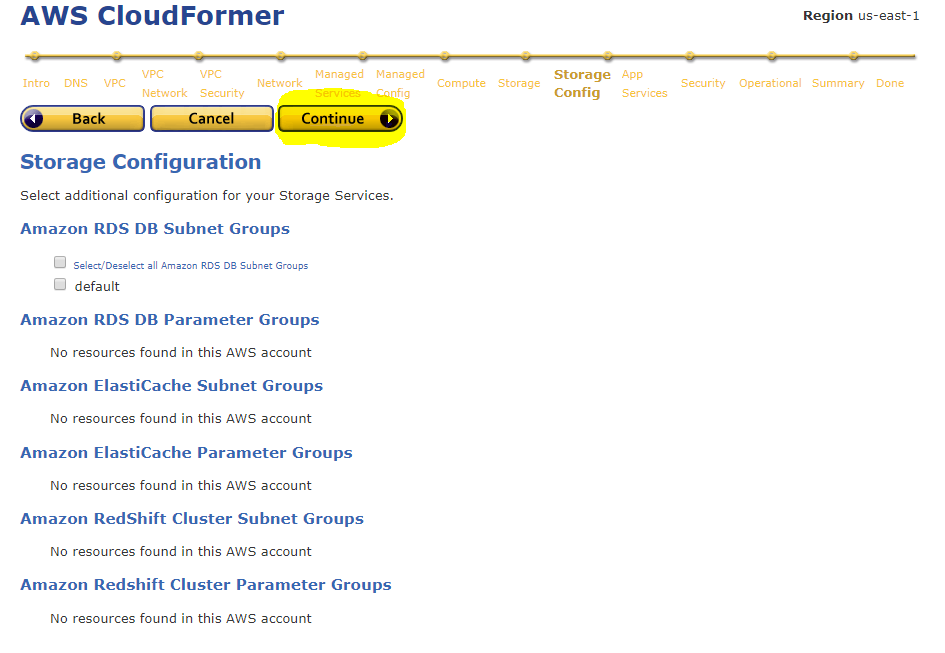 AWS CloudFormer
Region us-east-1
Intro DNS VPC VPC Network VPC Security Network Managed Services Managed Config Compute Storage Storage Config App Services Security Operational Summary Done
Back Cancel Continue
Storage Configuration
Select additional configuration for your Storage Services.
Amazon RDS DB Subnet Groups
Select/Deselect all Amazon RDS DB Subnet Groups
default
Amazon RDS DB Parameter Groups
No resources found in this AWS account
Amazon ElastiCache Subnet Groups
No resources found in this AWS account
Amazon ElastiCache Parameter Groups
No resources found in this AWS account
Amazon RedShift Cluster Subnet Groups
No resources found in this AWS account
Amazon Redshift Cluster Parameter Groups
No resources found in this AWS account